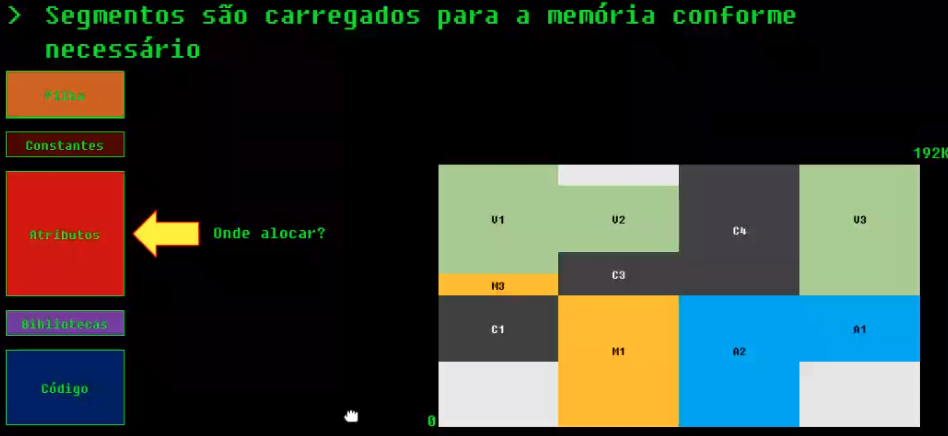 > Segmentos são carregados para a memória conforme
necessário
Pilha
Constantes
192K
Atributos
Onde alocar?
V1
V2
C4
V3
C3
M3
C1
M1
A2
A1
Bibliotecas
Código
0